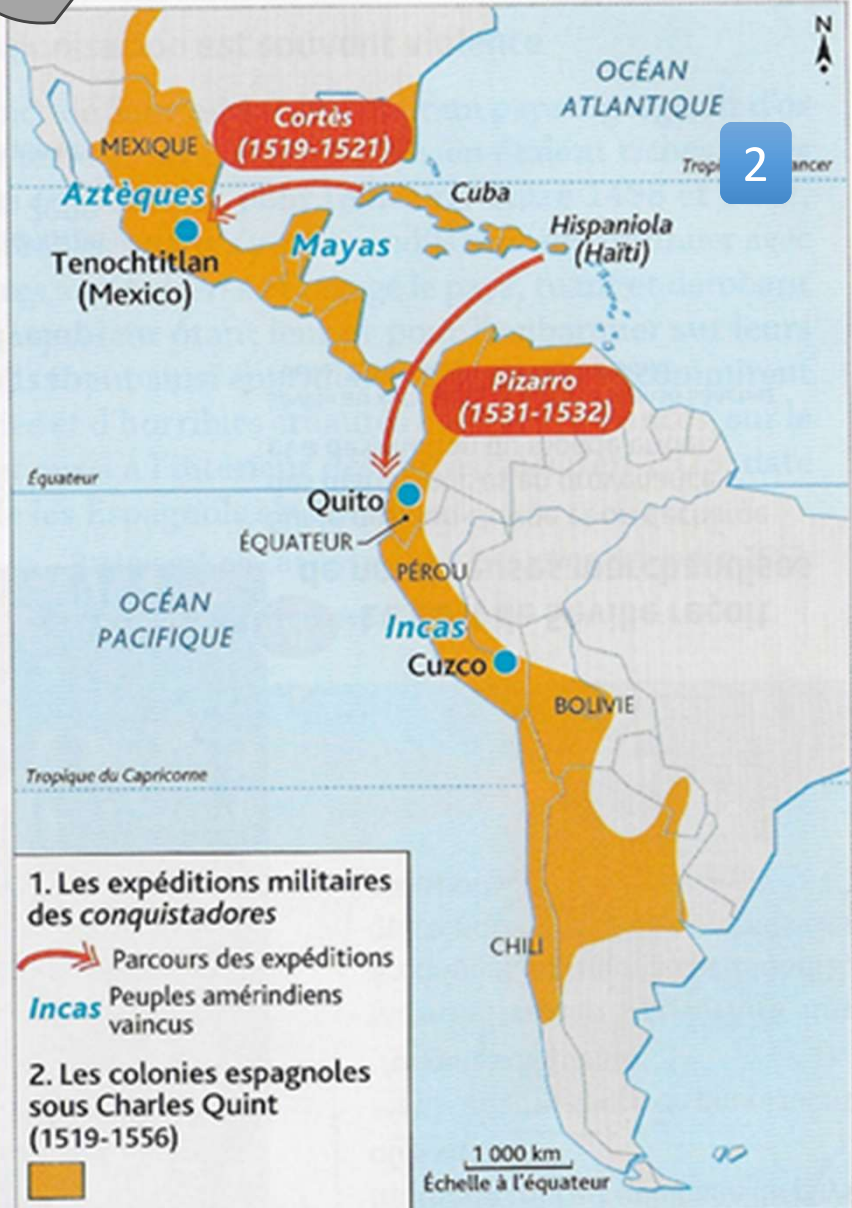 N
OCÉAN
ATLANTIQUE
Cortès
(1519-1521)
MEXIQUE
2
Aztèques
Cuba
Mayas
Hispaniola
(Haïti)
Tenochtitlan
(Mexico)
Pizarro
(1531-1532)
Équateur
Quito
ÉQUATEUR
PÉROU
OCÉAN
PACIFIQUE
Incas
Cuzco
BOLIVIE
Tropique du Capricorne
CHILI
1. Les expéditions militaires
des conquistadores
Parcours des expéditions
Incas Peuples amérindiens
vaincus
2. Les colonies espagnoles
sous Charles Quint
(1519-1556)
1 000 km
Échelle à l'équateur